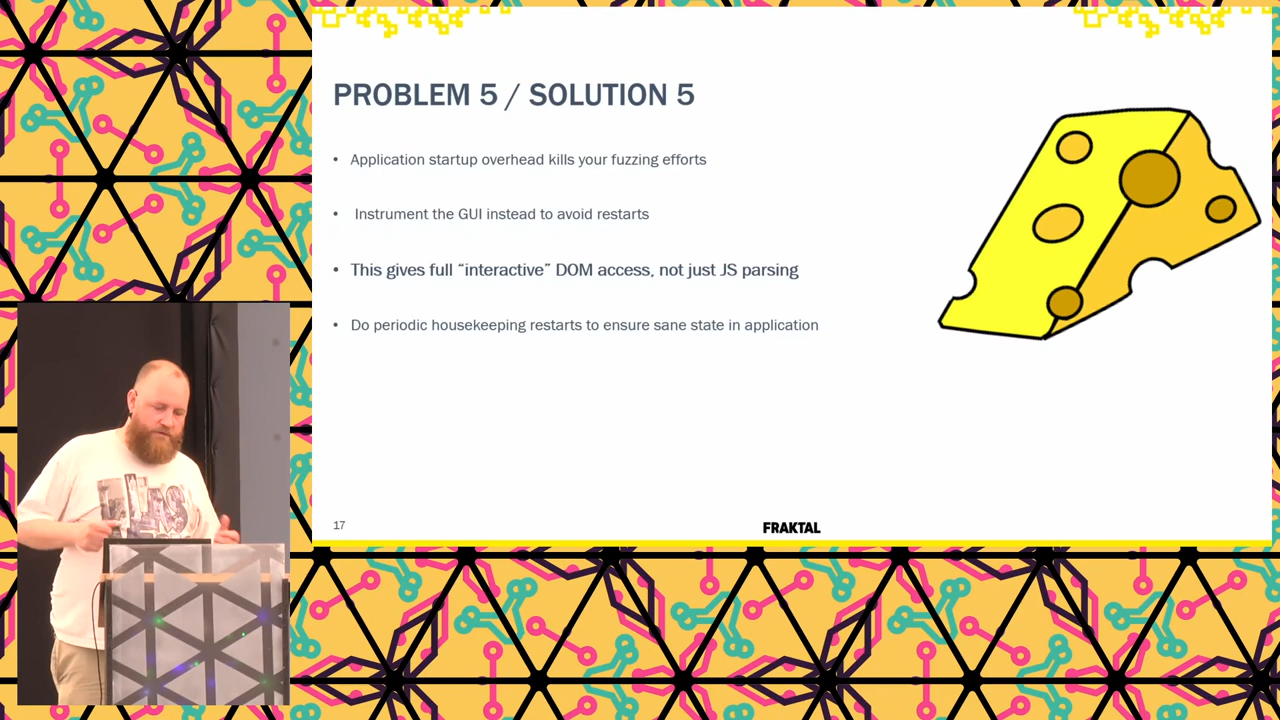 PROBLEM 5 / SOLUTION 5
• Application startup overhead kills your fuzzing efforts
• Instrument the GUI instead to avoid restarts
• This gives full “interactive” DOM access, not just JS parsing
• Do periodic housekeeping restarts to ensure sane state in application
17
FRAKTAL